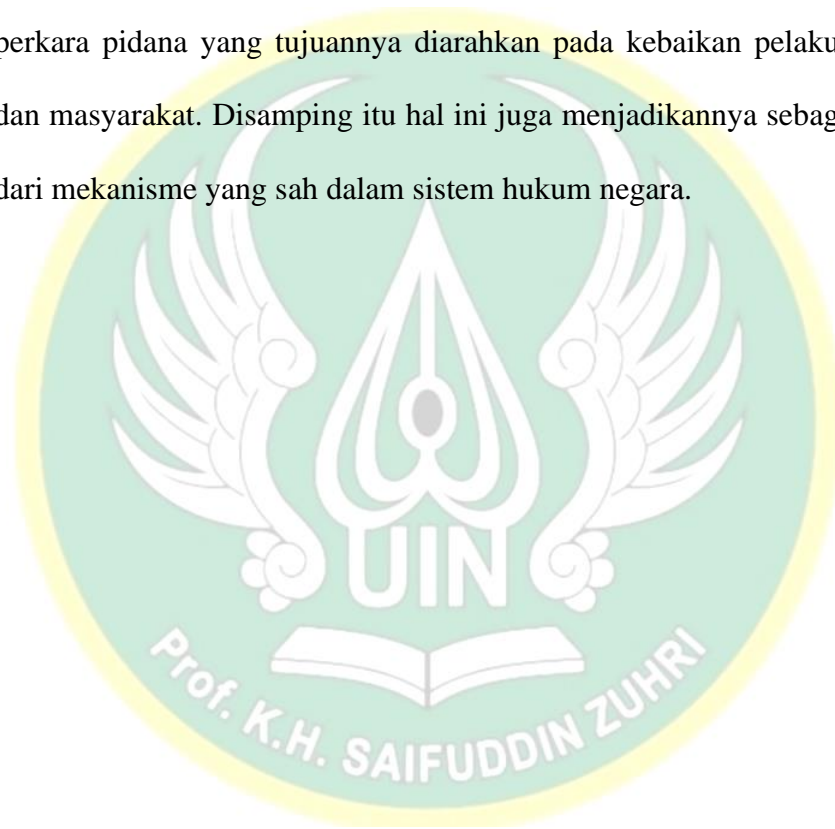 perkara pidana yang tujuannya diarahkan pada kebaikan pelaku
dan masyarakat. Disamping itu hal ini juga menjadikannya sebag
dari mekanisme yang sah dalam sistem hukum negara.
UIN
Prof. K.H. SAIFUDDIN ZUHRI